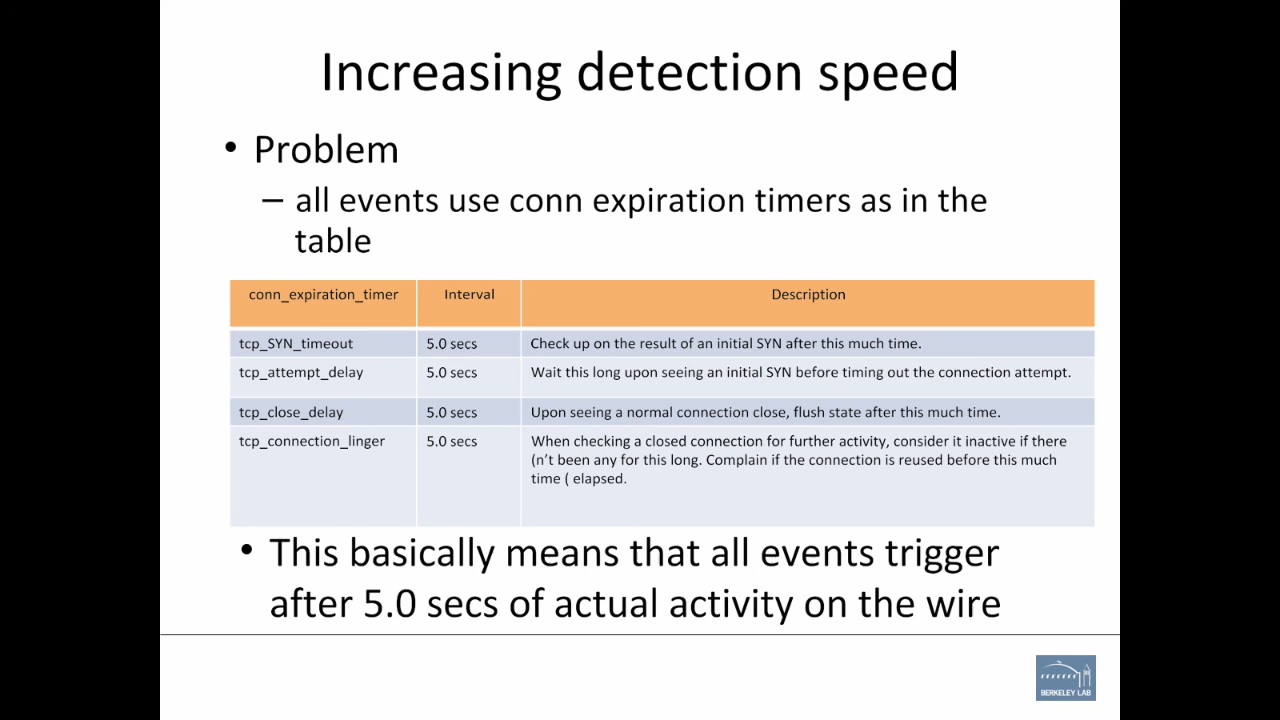 Increasing detection speed
• Problem
– all events use conn expiration timers as in the
table
conn_expiration_timer Interval Description
tcp_SYN_timeout 5.0 secs Check up on the result of an initial SYN after this much time.
tcp_attempt_delay 5.0 secs Wait this long upon seeing an initial SYN before timing out the connection attempt.
tcp_close_delay 5.0 secs Upon seeing a normal connection close, flush state after this much time.
tcp_connection_linger 5.0 secs When checking a closed connection for further activity, consider it inactive if there
(n't been any for this long. Complain if the connection is reused before this much
time ( elapsed.
• This basically means that all events trigger
after 5.0 secs of actual activity on the wire
BERKELEY LAB